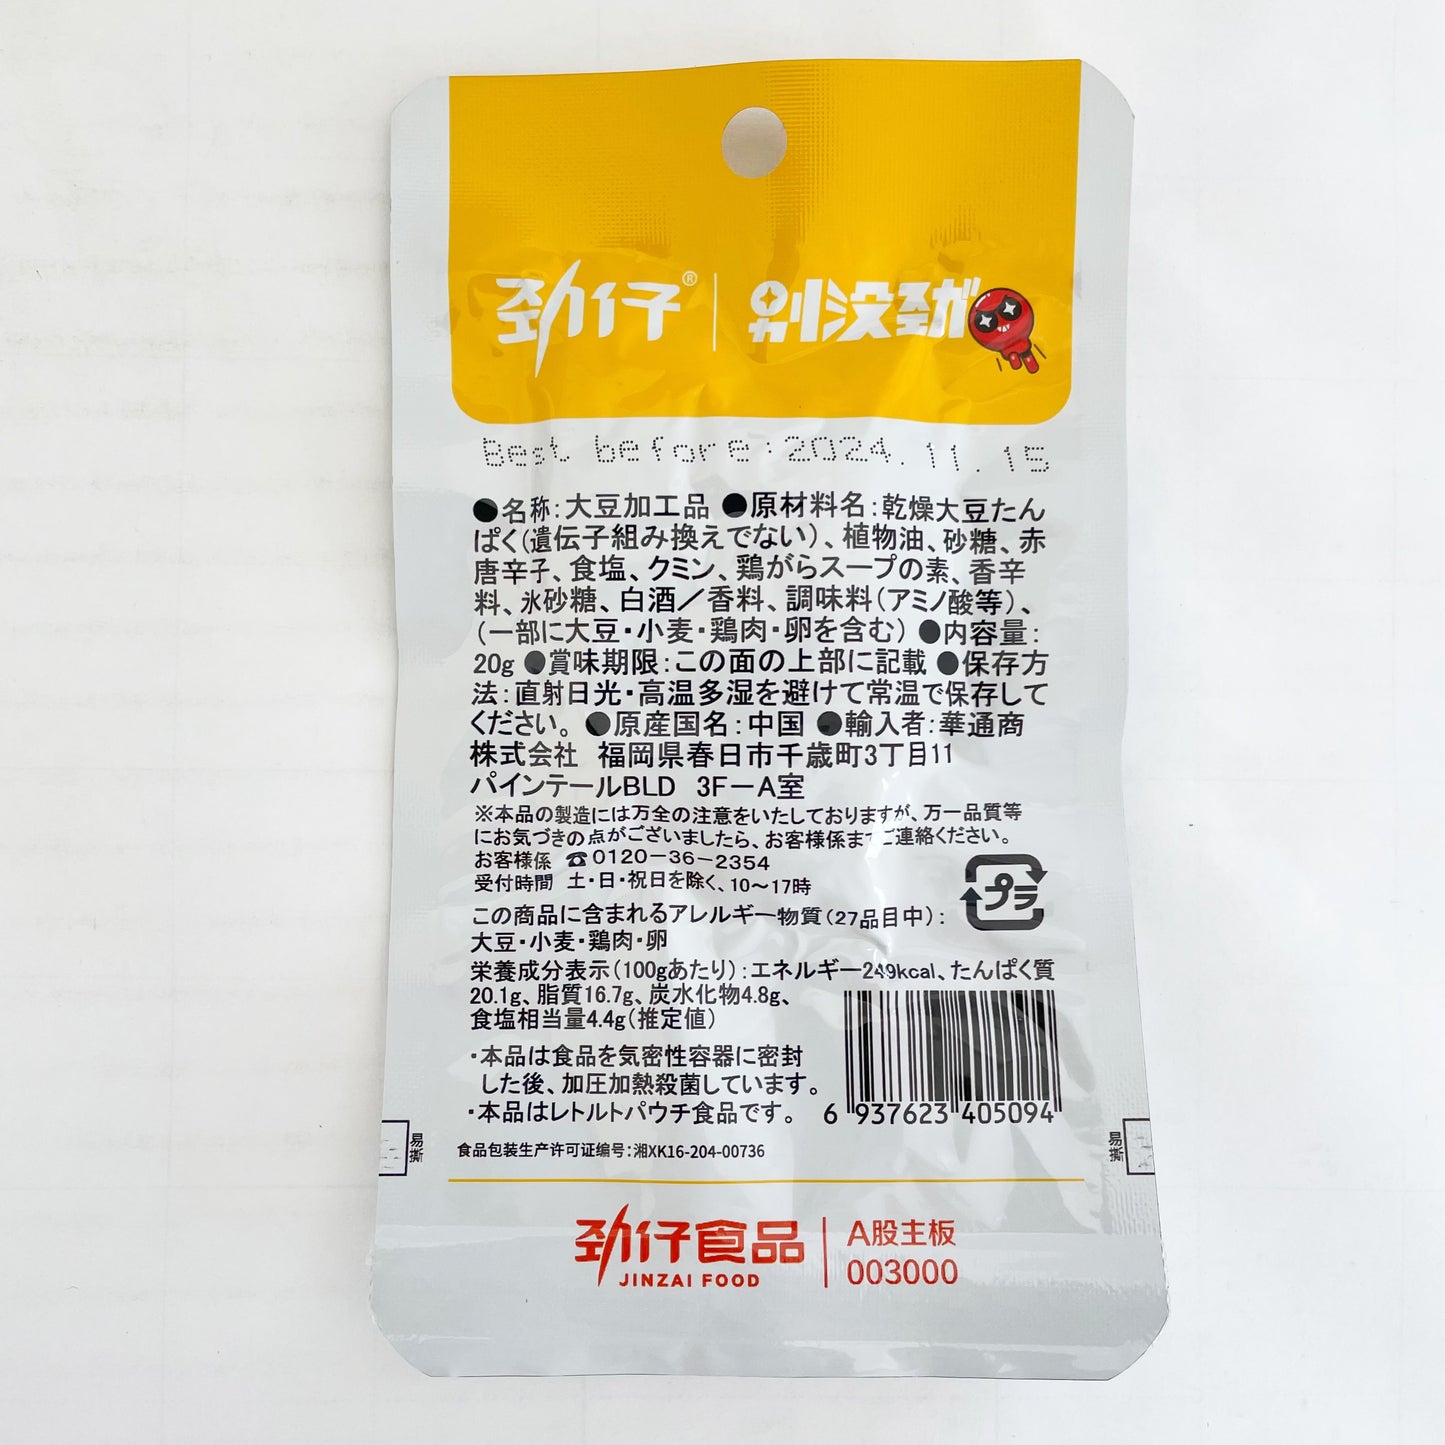 劲仔® 别没劲
Best before:2024.11.15
●名称:大豆加工品 ●原材料名:乾燥大豆たん
ぱく(遺伝子組み換えでない)、植物油、砂糖、赤
唐辛子、食塩、クミン、鶏がらスープの素、香辛
料、氷砂糖、白酒/香料、調味料(アミノ酸等)、
(一部に大豆・小麦・鶏肉・卵を含む) ●内容量:
20g ●賞味期限:この面の上部に記載 ●保存方
法:直射日光・高温多湿を避けて常温で保存して
ください。 ●原産国名:中国 ●輸入者:華通商
株式会社 福岡県春日市千歳町3丁目11
パインテールBLD 3F-A室
※本品の製造には万全の注意をいたしておりますが、万一品質等
にお気づきの点がございましたら、お客様係までご連絡ください。
お客様係 ☎0120-36-2354
受付時間 土・日・祝日を除く、10~17時
プラ
この商品に含まれるアレルギー物質(27品目中):
大豆・小麦・鶏肉・卵
栄養成分表示(100gあたり):エネルギー249kcal、たんぱく質
20.1g、脂質16.7g、炭水化物4.8g、
食塩相当量4.4g(推定値)
・本品は食品を気密性容器に密封
した後、加圧加熱殺菌しています。
・本品はレトルトパウチ食品です。
6 937623 405094
易撕
易撕
食品包装生产许可证编号:湘XK16-204-00736
劲仔食品
JINZAI FOOD
A股主板
003000